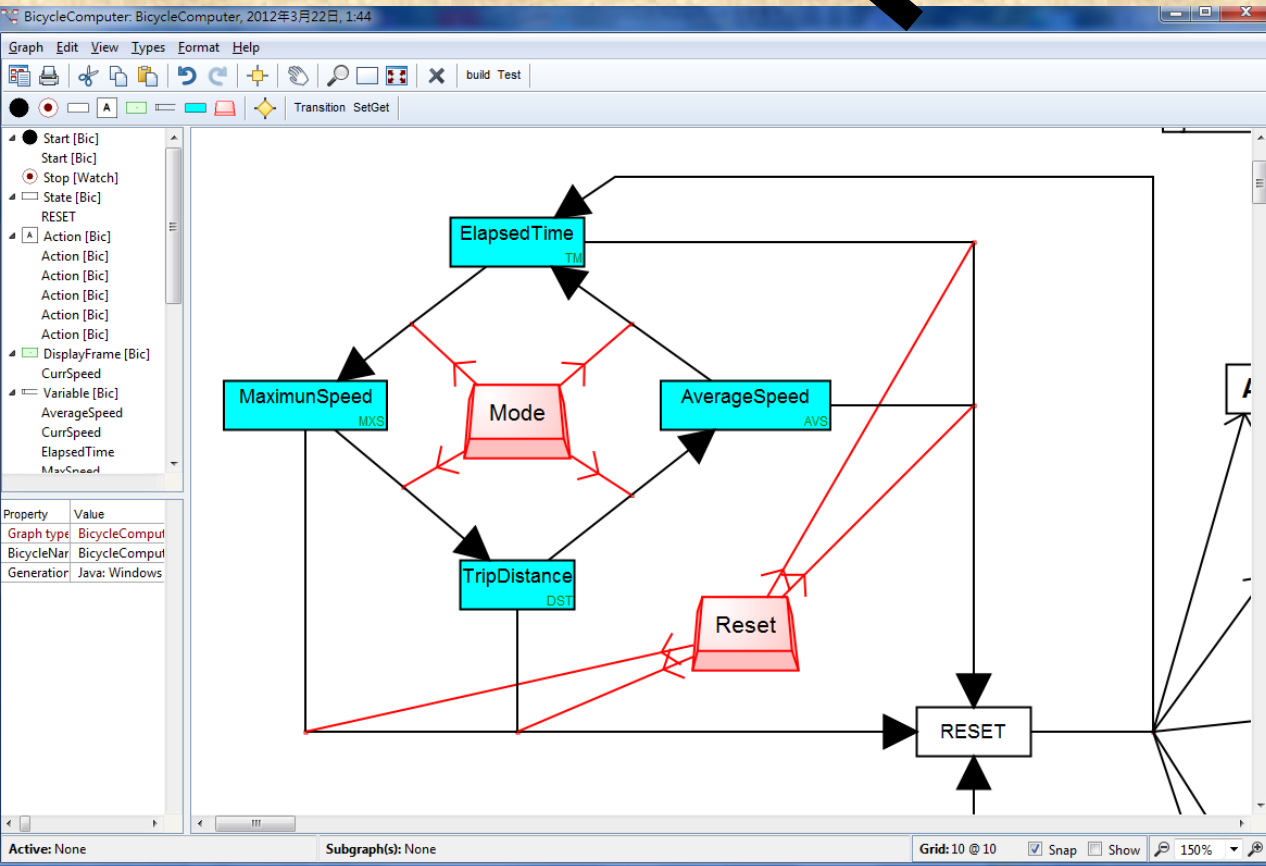 BicycleComputer: BicycleComputer, 2012年3月22日, 1:44
Graph Edit View Types Format Help
build Test
A
Transition SetGet
Start [Bic]
Start [Bic]
Stop [Watch]
State [Bic]
RESET
A Action [Bic]
Action [Bic]
Action [Bic]
Action [Bic]
Action [Bic]
Action [Bic]
DisplayFrame [Bic]
CurrSpeed
Variable [Bic]
AverageSpeed
CurrSpeed
ElapsedTime
MaxSpeed
Property Value
Graph type BicycleComput
BicycleNar BicycleComput
Generation Java: Windows
ElapsedTime
TM
MaximunSpeed
MXS
Mode
AverageSpeed
AVS
A
TripDistance
DST
Reset
RESET
Active: None
Subgraph(s): None
Grid: 10 @ 10
Snap
Show
150%